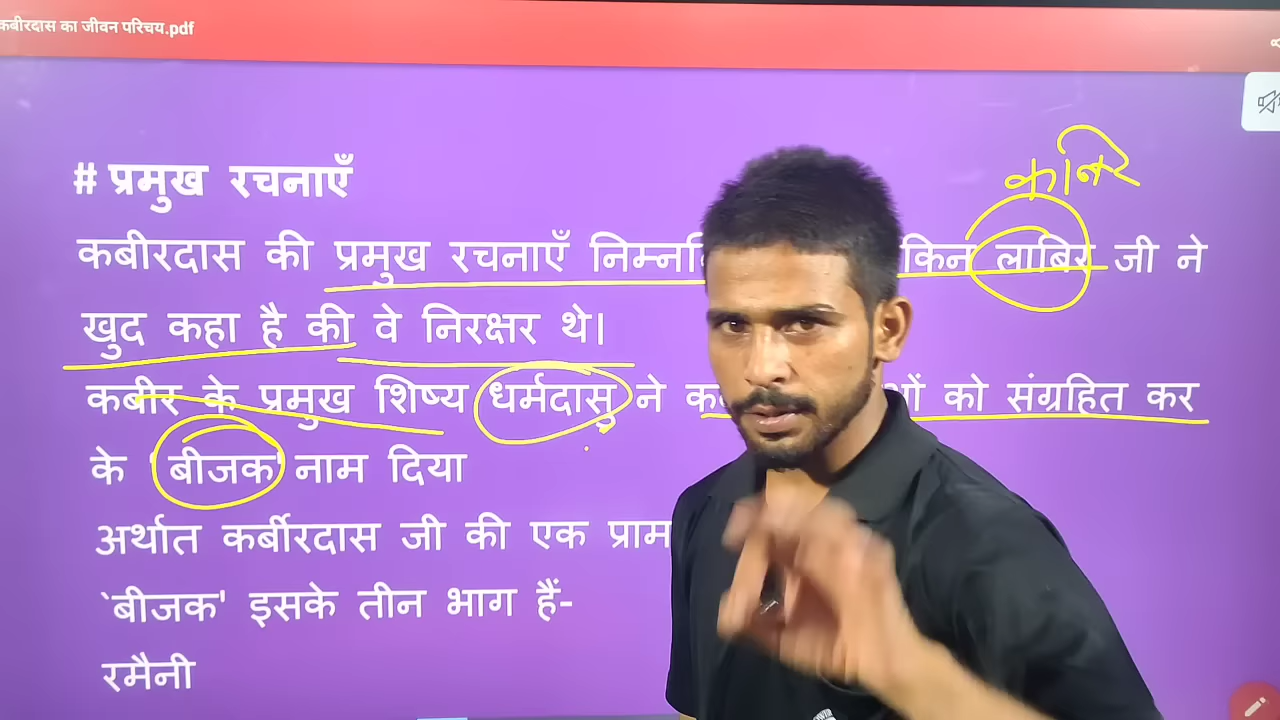 कबीरदास का जीवन परिचय.pdf
# प्रमुख रचनाएँ
कबीरदास की प्रमुख रचनाएँ लाबिर जी ने
खुद कहा है की वे निरक्षर थे।
कबीर के प्रमुख शिष्य धर्मदास ने को संग्रहित कर
के 'बीजक' नाम दिया
अर्थात कर्बीरदास जी की एक
`बीजक' इसके तीन भाग हैं-
रमैनी